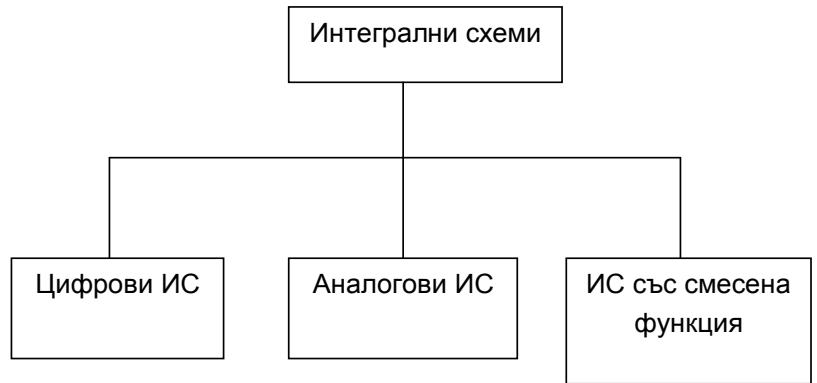 Интегрални схеми
Цифрови ИС
Аналогови ИС
ИС със смесена
функция